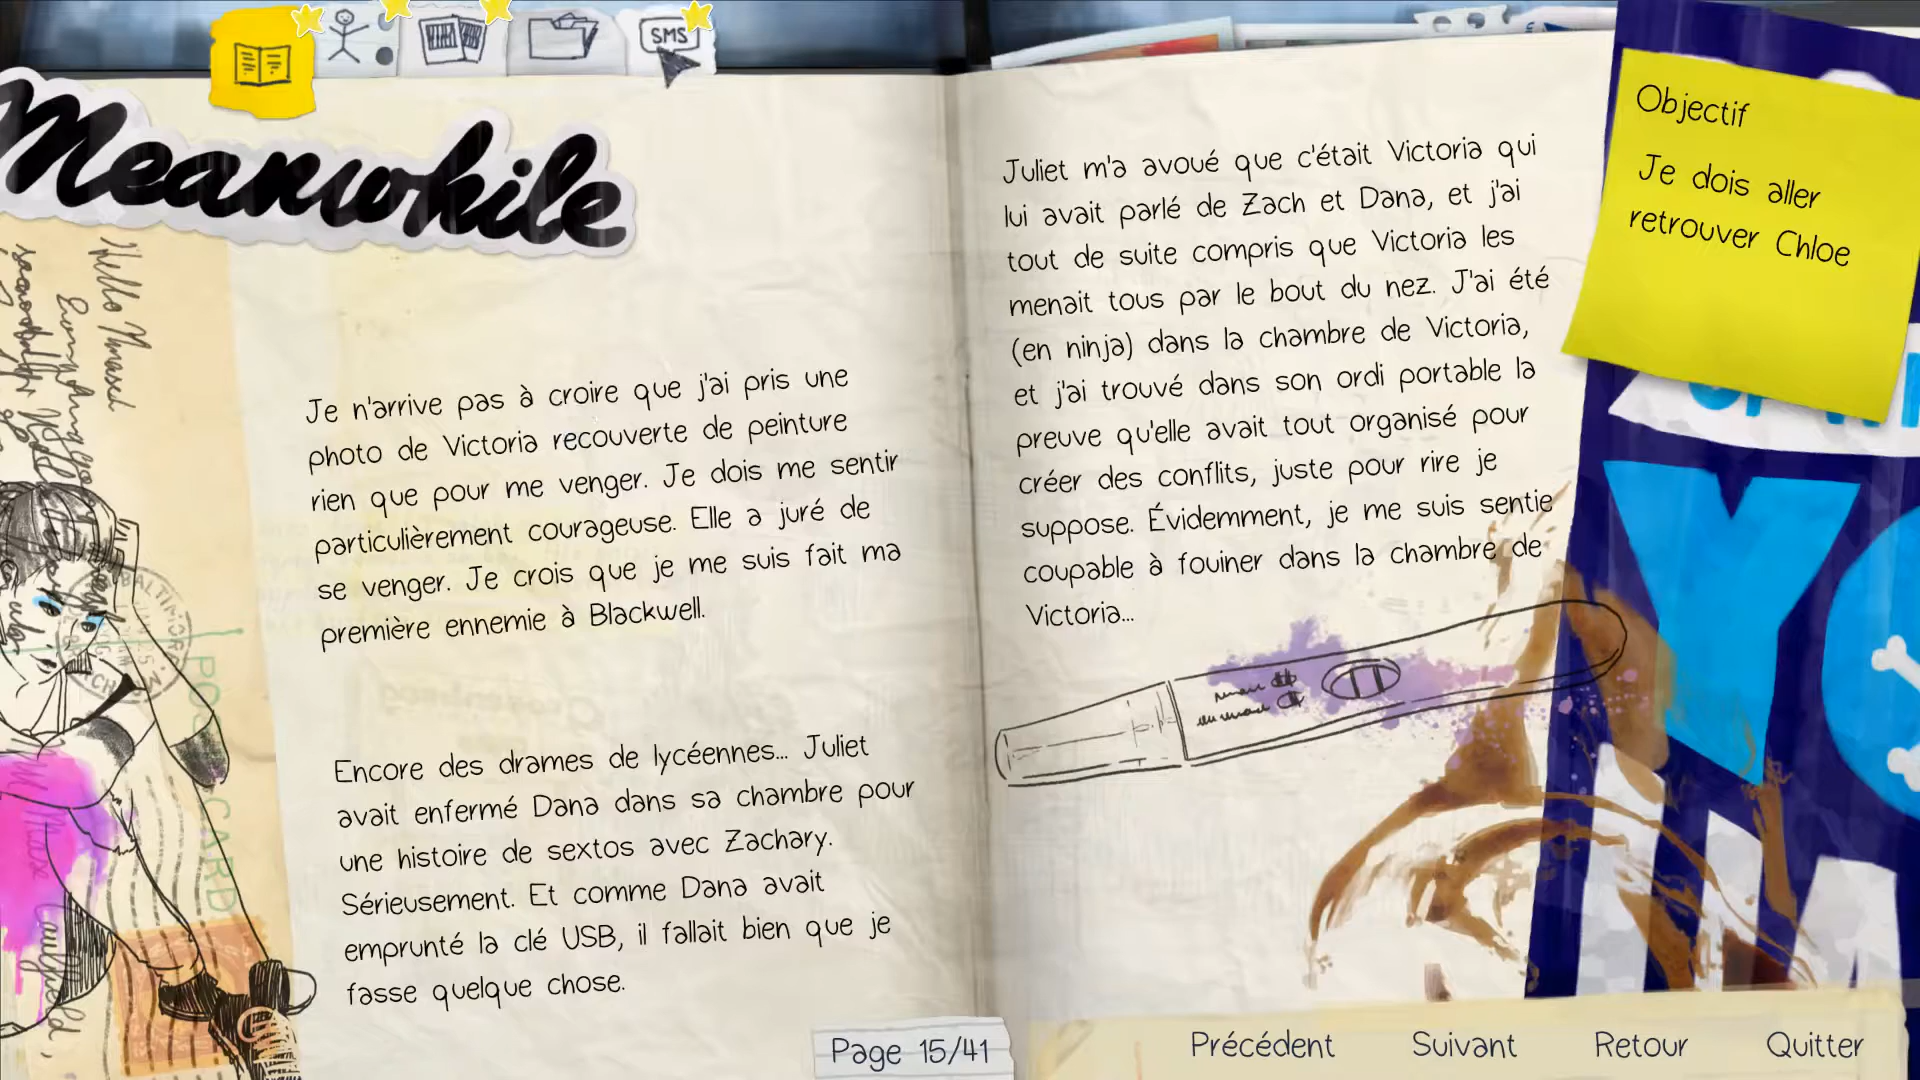 SMS
Meanwhile
Je n'arrive pas à croire que j'ai pris une
photo de Victoria recouverte de peinture
rien que pour me venger. Je dois me sentir
particulièrement courageuse. Elle a juré de
se venger. Je crois que je me suis fait ma
première ennemie à Blackwell.
Encore des drames de lycéennes... Juliet
avait enfermé Dana dans sa chambre pour
une histoire de sextos avec Zachary.
Sérieusement. Et comme Dana avait
emprunté la clé USB, il fallait bien que je
fasse quelque chose.
Juliet m'a avoué que c'était Victoria qui
lui avait parlé de Zach et Dana, et j'ai
tout de suite compris que Victoria les
menait tous par le bout du nez. J'ai été
(en ninja) dans la chambre de Victoria,
et j'ai trouvé dans son ordi portable la
preuve qu'elle avait tout organisé pour
créer des conflits, juste pour rire je
suppose. Évidemment, je me suis sentie
coupable à fouiner dans la chambre de
Victoria...
Objectif
Je dois aller
retrouver Chloe
POST CARD
BALTIMORE
Page 15/41
Précédent
Suivant
Retour
Quitter